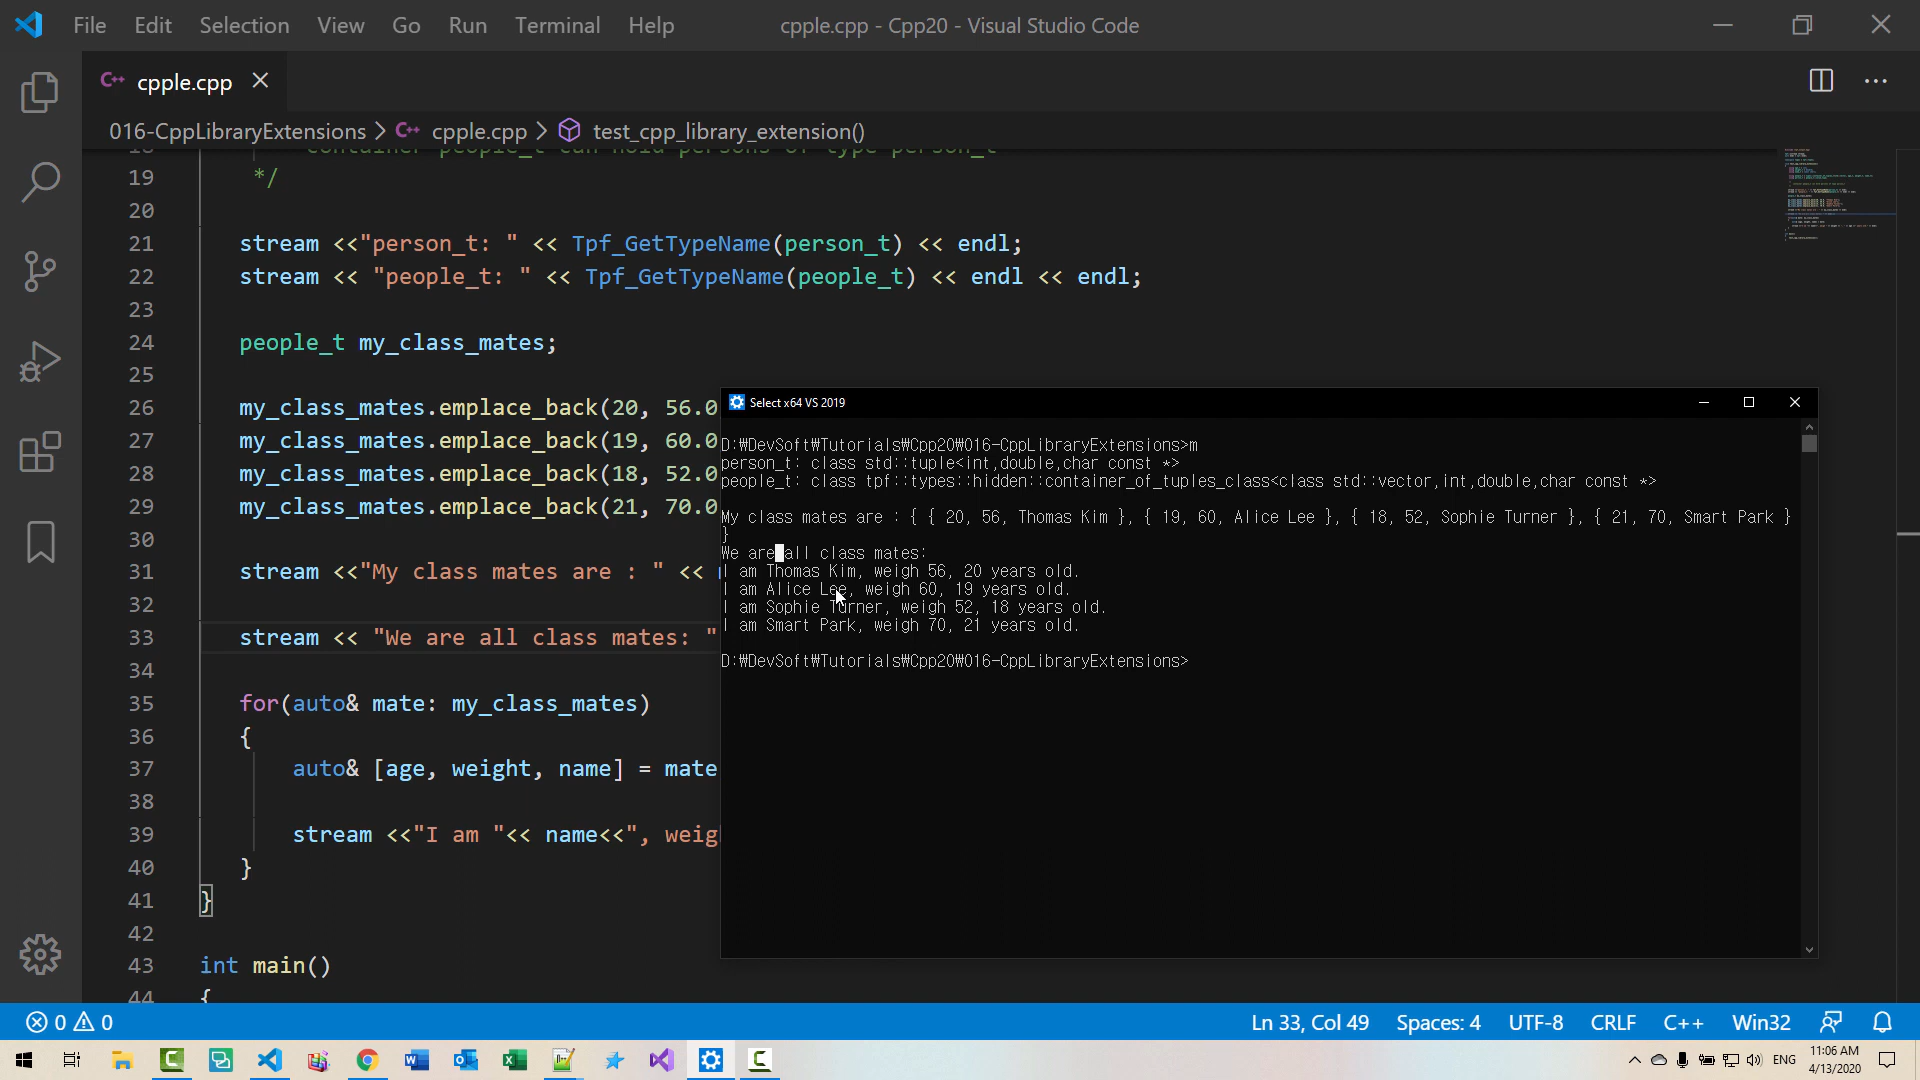 File Edit Selection View Go Run Terminal Help cpple.cpp - Cpp20 - Visual Studio Code
C++ cpple.cpp
016-CppLibraryExtensions > C++ cpple.cpp > test_cpp_library_extension()
container people_t can hold persons of type person_t
19 */
20
21 stream <<"person_t: " << Tpf_GetTypeName(person_t) << endl;
22 stream << "people_t: " << Tpf_GetTypeName(people_t) << endl << endl;
23
24 people_t my_class_mates;
25
26 my_class_mates.emplace_back(20, 56.0
27 my_class_mates.emplace_back(19, 60.0
28 my_class_mates.emplace_back(18, 52.0
29 my_class_mates.emplace_back(21, 70.0
30
31 stream <<"My class mates are : " <<
32
33 stream << "We are all class mates: "
34
35 for(auto& mate: my_class_mates)
36 {
37 auto& [age, weight, name] = mate
38
39 stream <<"I am "<< name<<", weig
40 }
41 }
42
43 int main()
44 {
Select x64 VS 2019
D:₩DevSoft₩Tutorials₩Cpp20₩016-CppLibraryExtensions>m
person_t: class std::tuple<int,double,char const *>
people_t: class tpf::types::hidden::container_of_tuples_class<class std::vector,int,double,char const *>
My class mates are : { { 20, 56, Thomas Kim }, { 19, 60, Alice Lee }, { 18, 52, Sophie Turner }, { 21, 70, Smart Park }
}
We are all class mates:
I am Thomas Kim, weigh 56, 20 years old.
I am Alice Lee, weigh 60, 19 years old.
I am Sophie Turner, weigh 52, 18 years old.
I am Smart Park, weigh 70, 21 years old.
D:₩DevSoft₩Tutorials₩Cpp20₩016-CppLibraryExtensions>
0 0 Ln 33, Col 49 Spaces: 4 UTF-8 CRLF C++ Win32
ENG 11:06 AM
4/13/2020